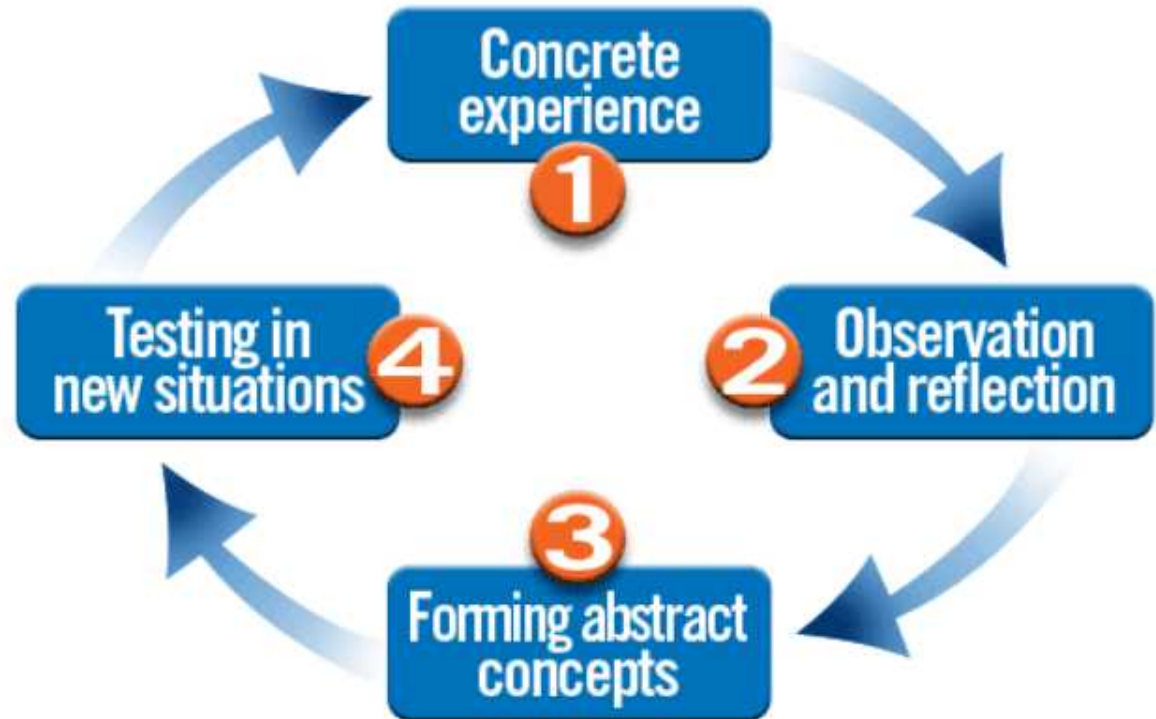 Concrete
experience
1
2
Observation
and reflection
3
Forming abstract
concepts
4
Testing in
new situations